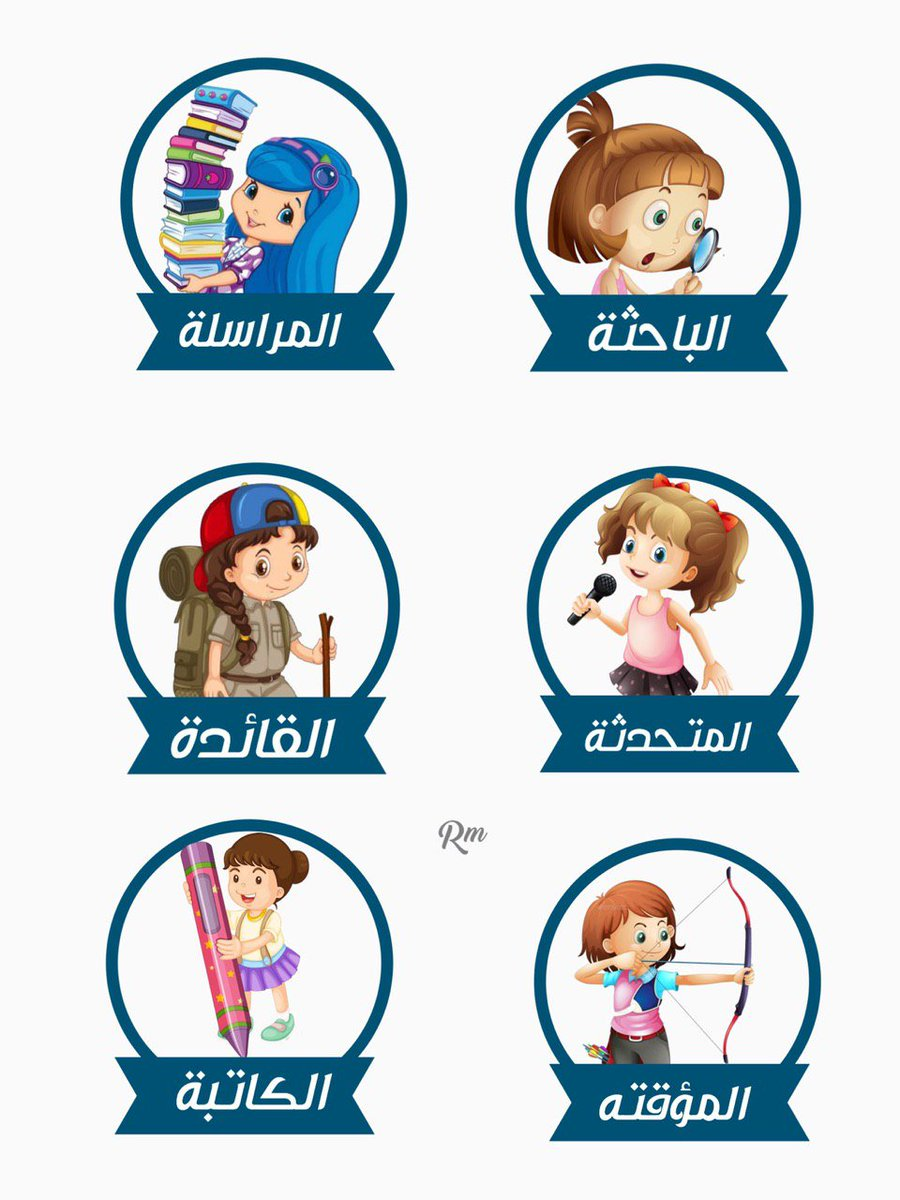 الباحثة
المراسلة
المتحدثة
القائدة
Rm
المؤقته
الكاتبة